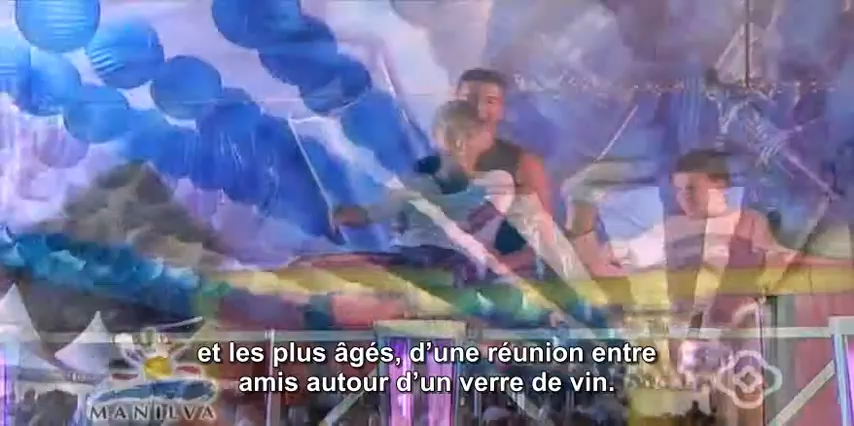 et les plus âgés, d'une réunion entre
amis autour d'un verre de vin.
MANILVA